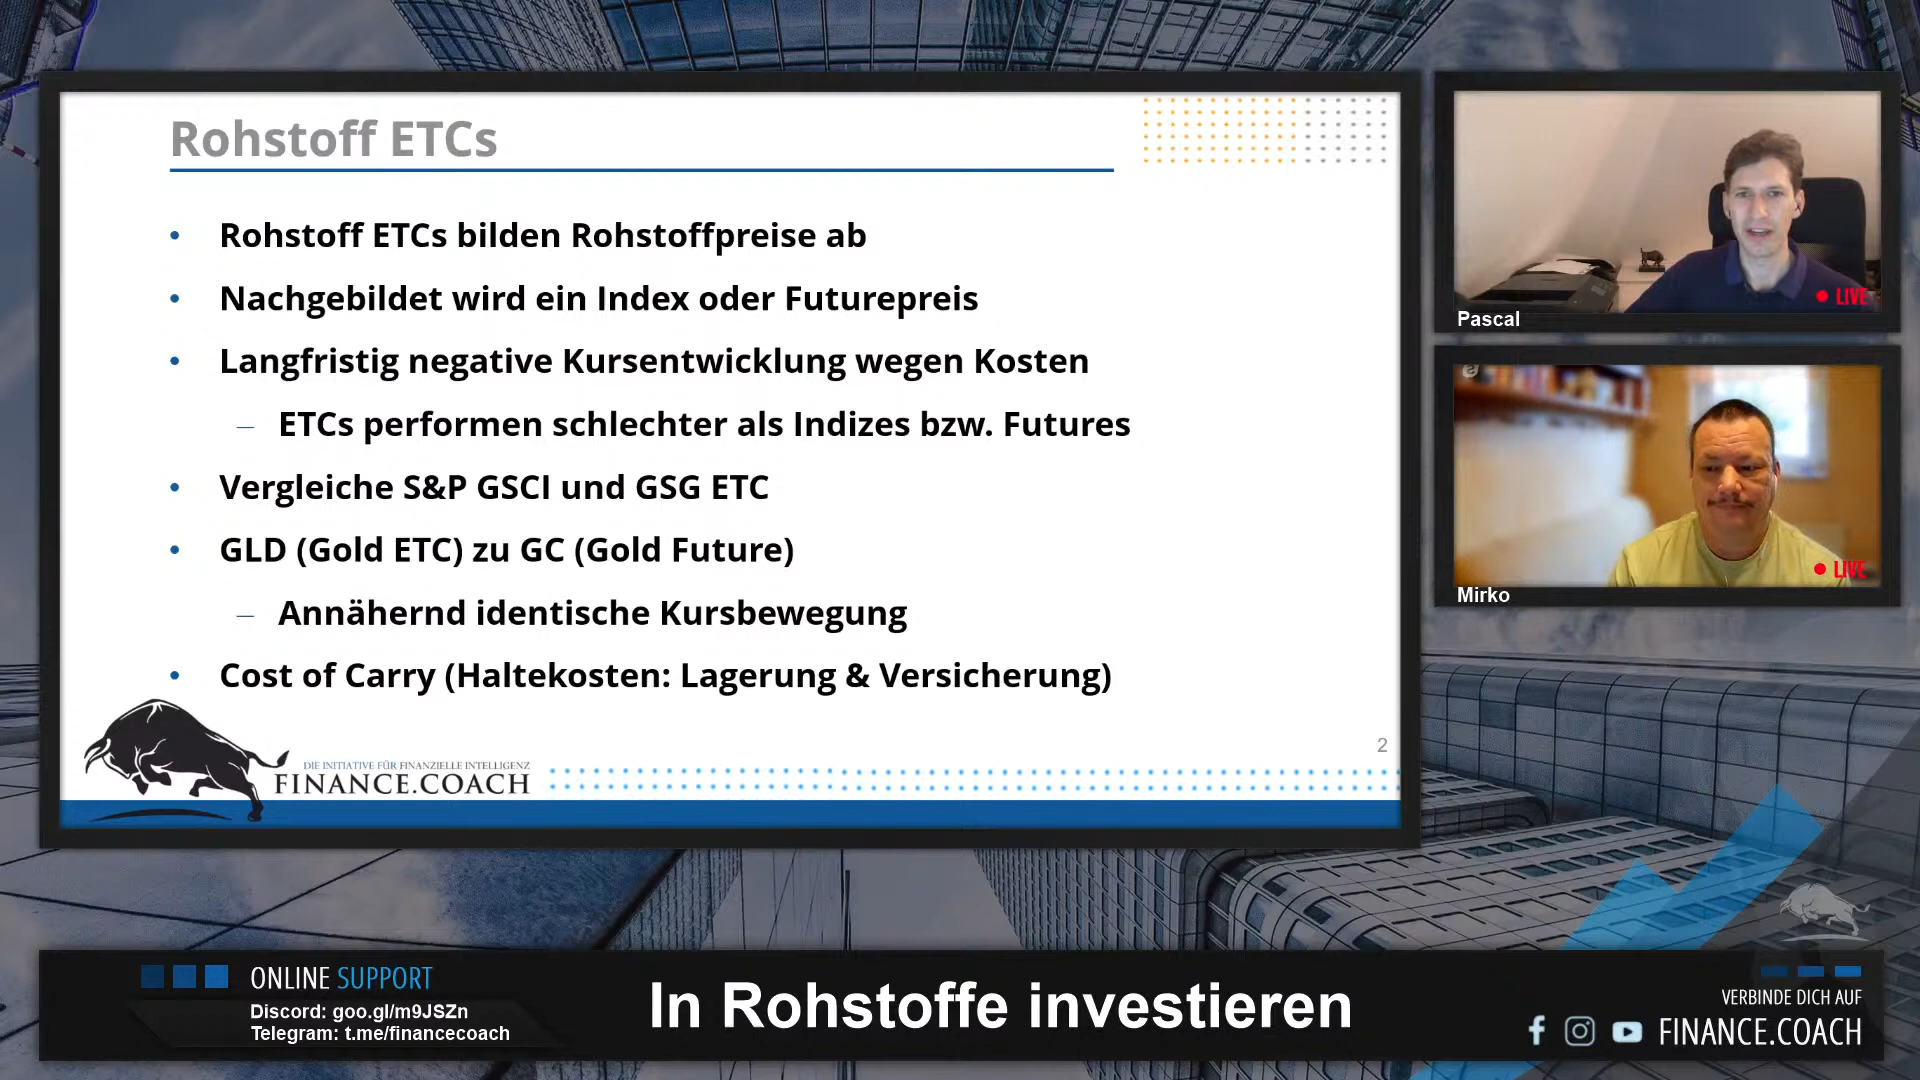 Rohstoff ETCs
• Rohstoff ETCs bilden Rohstoffpreise ab
• Nachgebildet wird ein Index oder Futurepreis
• Langfristig negative Kursentwicklung wegen Kosten
– ETCs performen schlechter als Indizes bzw. Futures
• Vergleiche S&P GSCI und GSG ETC
• GLD (Gold ETC) zu GC (Gold Future)
– Annähernd identische Kursbewegung
• Cost of Carry (Haltekosten: Lagerung & Versicherung)
2
DIE INITIATIVE FÜR FINANZIELLE INTELLIGENZ
FINANCE.COACH
LIVE
Pascal
LIVE
Mirko
ONLINE SUPPORT
Discord: goo.gl/m9JSZn
Telegram: t.me/financecoach
In Rohstoffe investieren
VERBINDE DICH AUF
FINANCE.COACH